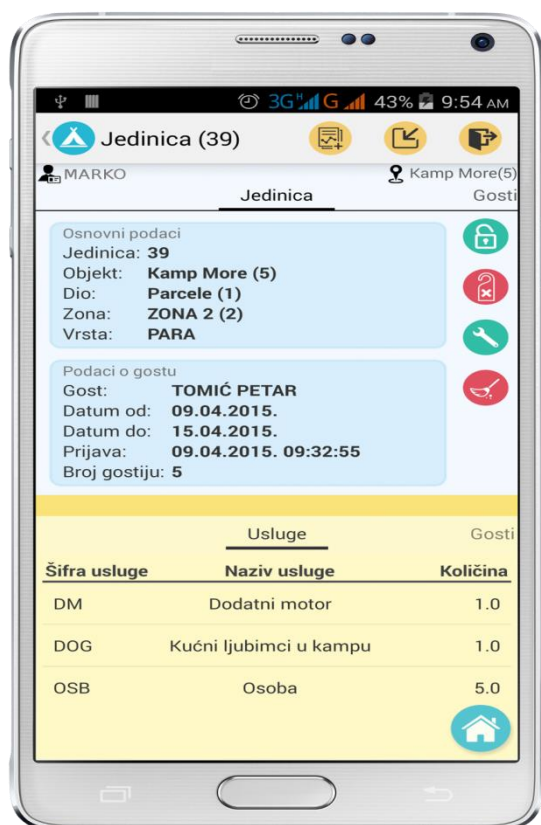 3G H G 43% 9:54 AM
Jedinica (39)
MARKO Kamp More(5)
Jedinica Gosti
Osnovni podaci
Jedinica: 39
Objekt: Kamp More (5)
Dio: Parcele (1)
Zona: ZONA 2 (2)
Vrsta: PARA
Podaci o gostu
Gost: TOMIĆ PETAR
Datum od: 09.04.2015.
Datum do: 15.04.2015.
Prijava: 09.04.2015. 09:32:55
Broj gostiju: 5
Usluge Gosti
Šifra usluge Naziv usluge Količina
DM Dodatni motor 1.0
DOG Kućni ljubimci u kampu 1.0
OSB Osoba 5.0